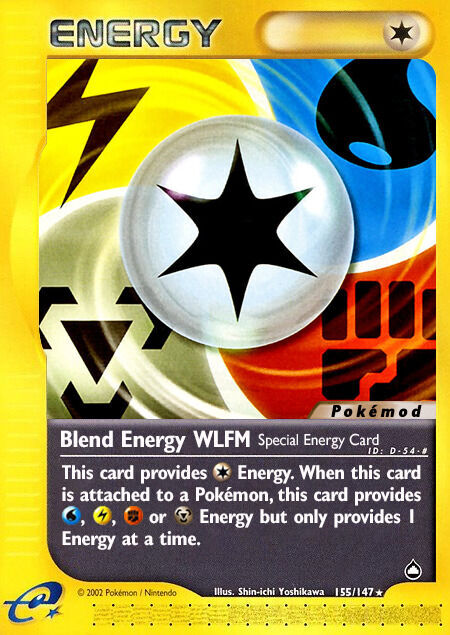 ENERGY
Pokémod
Blend Energy WLFM Special Energy Card
ID: D-54-#
This card provides Energy. When this card
is attached to a Pokémon, this card provides
, , or Energy but only provides 1
Energy at a time.
© 2002 Pokémon / Nintendo Illus. Shin-ichi Yoshikawa 155/147 ★
e